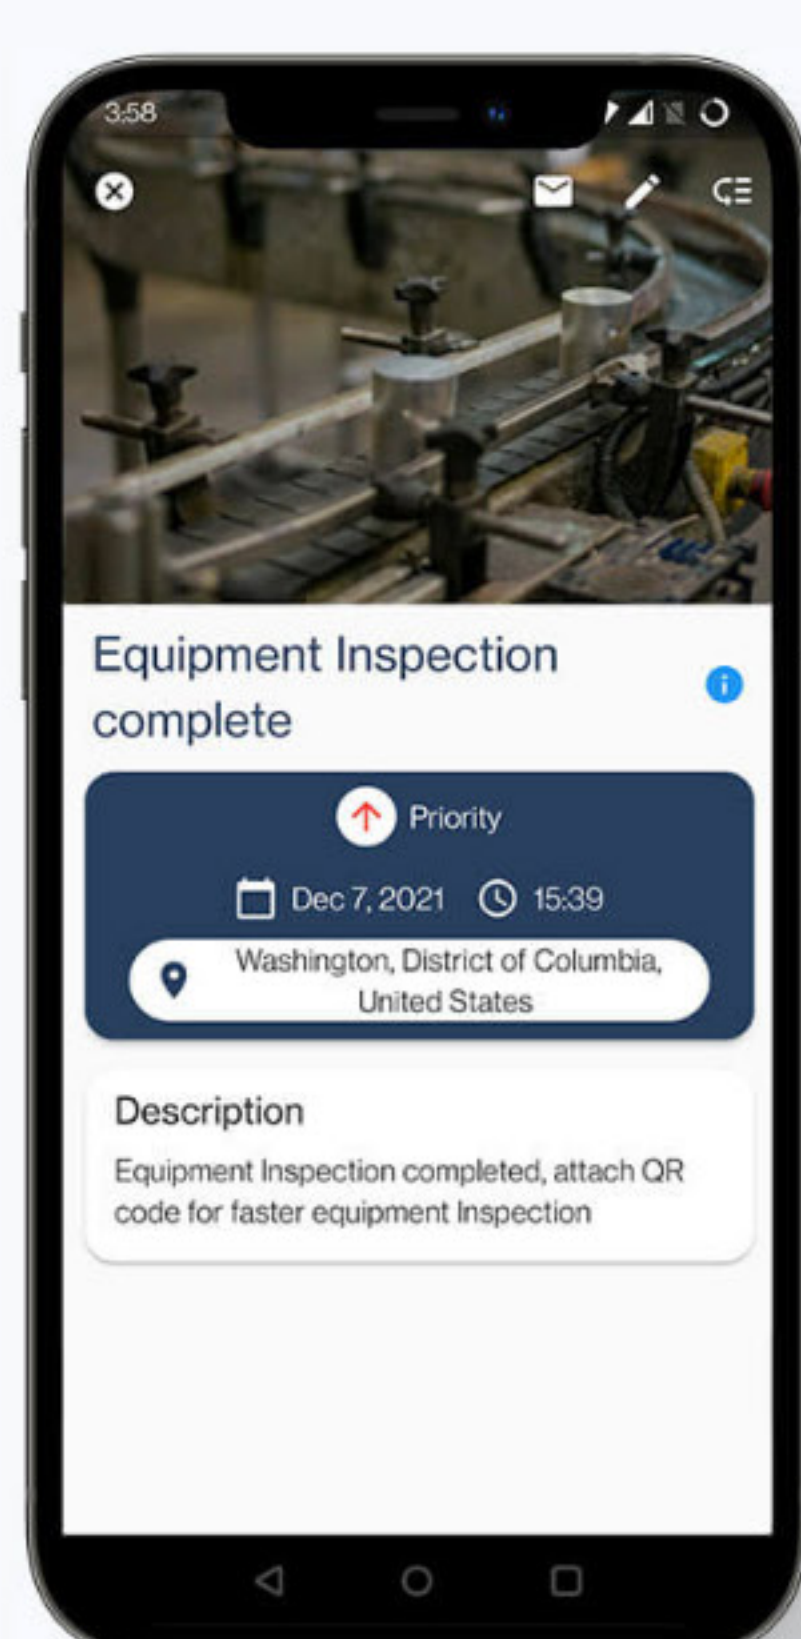 3:58
Equipment Inspection
complete
Priority
Dec 7, 2021 15:39
Washington, District of Columbia,
United States
Description
Equipment Inspection completed, attach QR
code for faster equipment Inspection